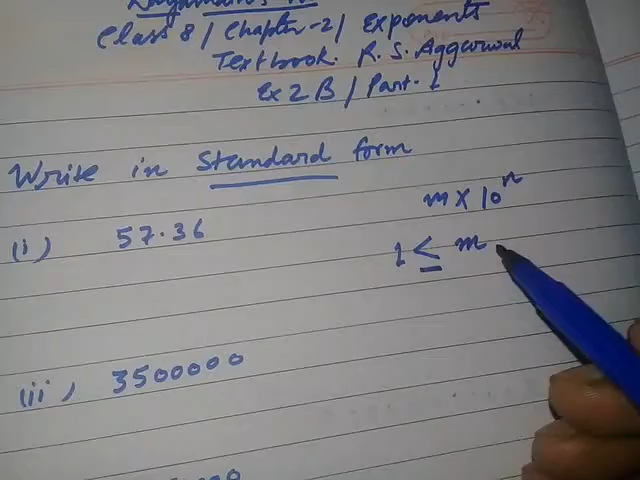 Class 8 / Chapter-2 / Exponents
Textbook. R. S. Aggarwal
Ex 2 B / Part-1
Write in Standard form
(i) 57.36
m × 10ⁿ
1 ≤ m
(ii) 3500000